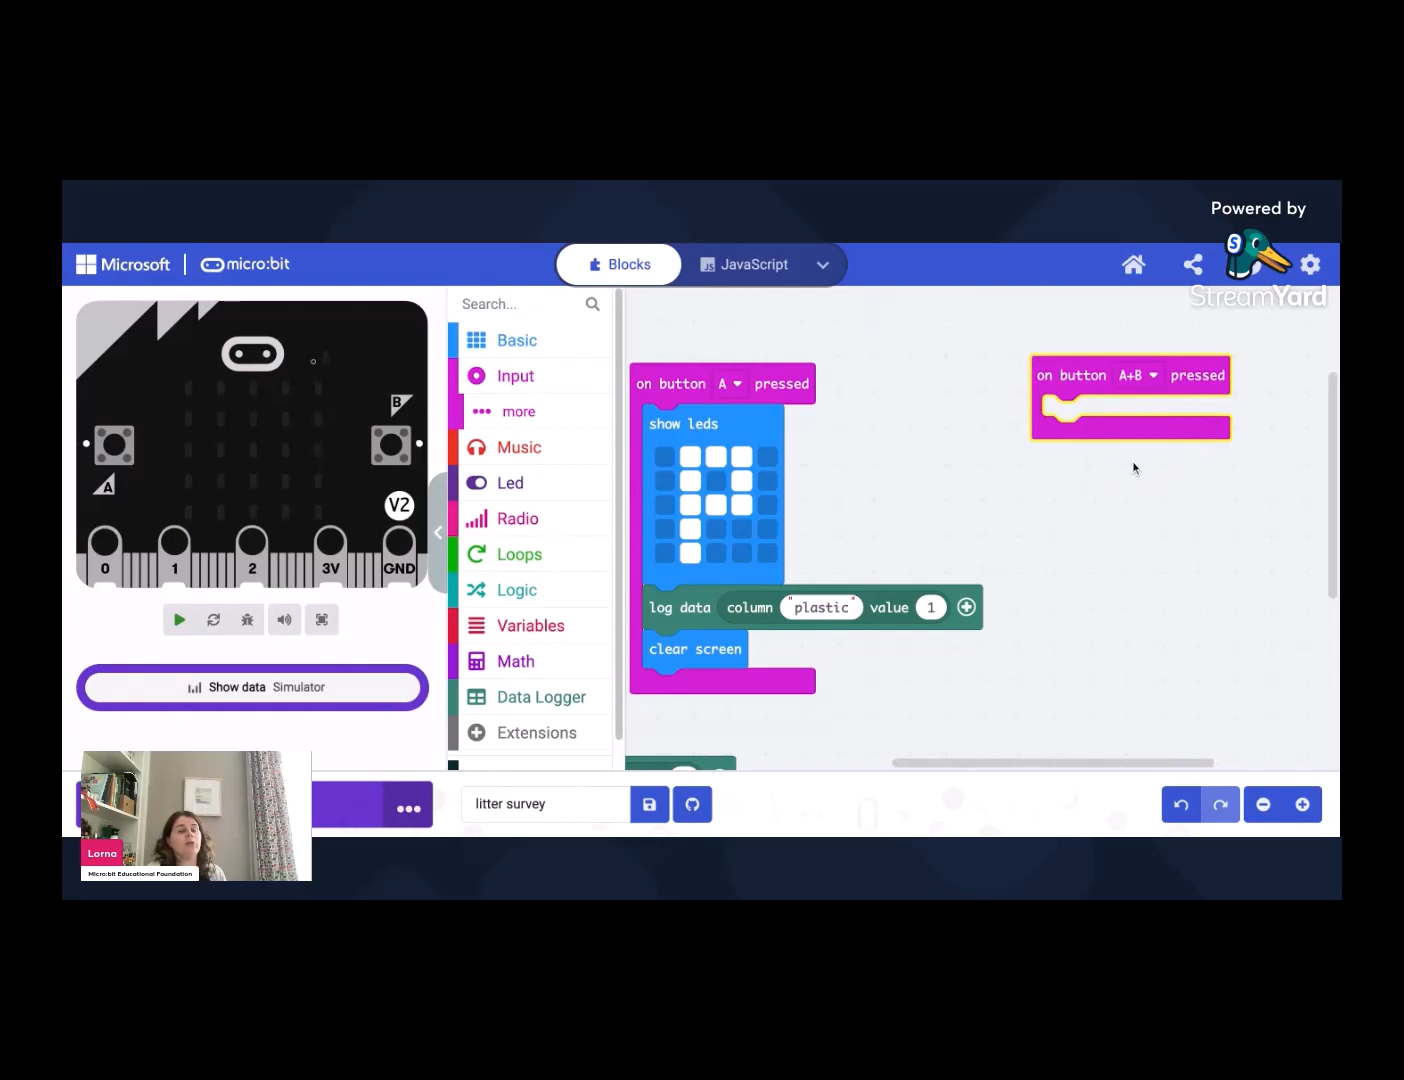 Powered by
StreamYard
Microsoft
micro:bit
Blocks
JS
JavaScript
Search...
Basic
Input
more
Music
Led
Radio
Loops
Logic
Variables
Math
Data Logger
Extensions
A
B
V2
0 1 2 3V GND
Show data Simulator
on button A pressed
show leds
log data column "plastic" value 1
clear screen
on button A+B pressed
litter survey
Lorna
Micro:bit Educational Foundation